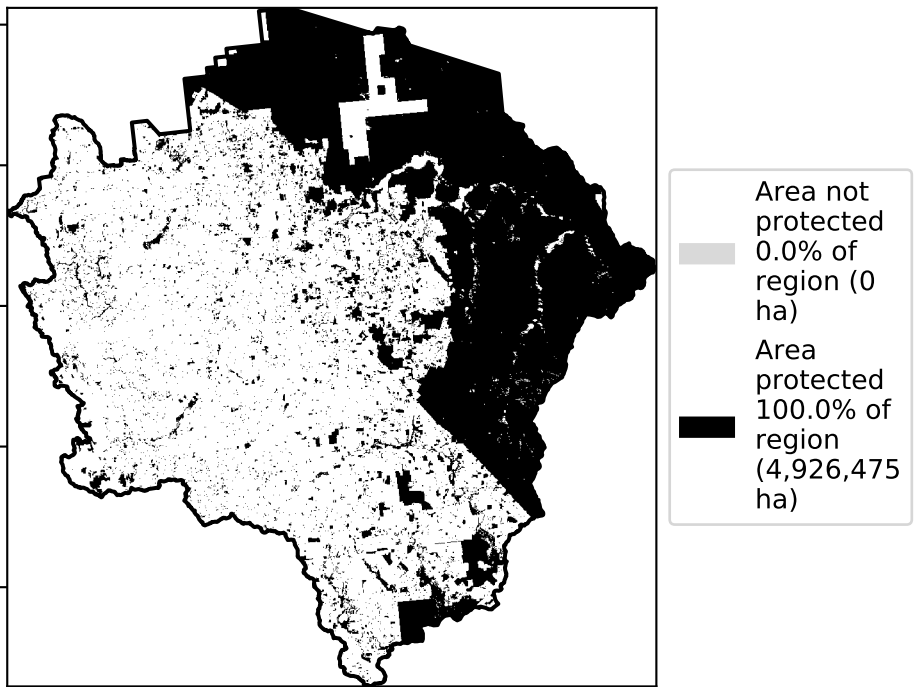 Area not
protected
0.0% of
region (0
ha)
Area
protected
100.0% of
region
(4,926,475
ha)